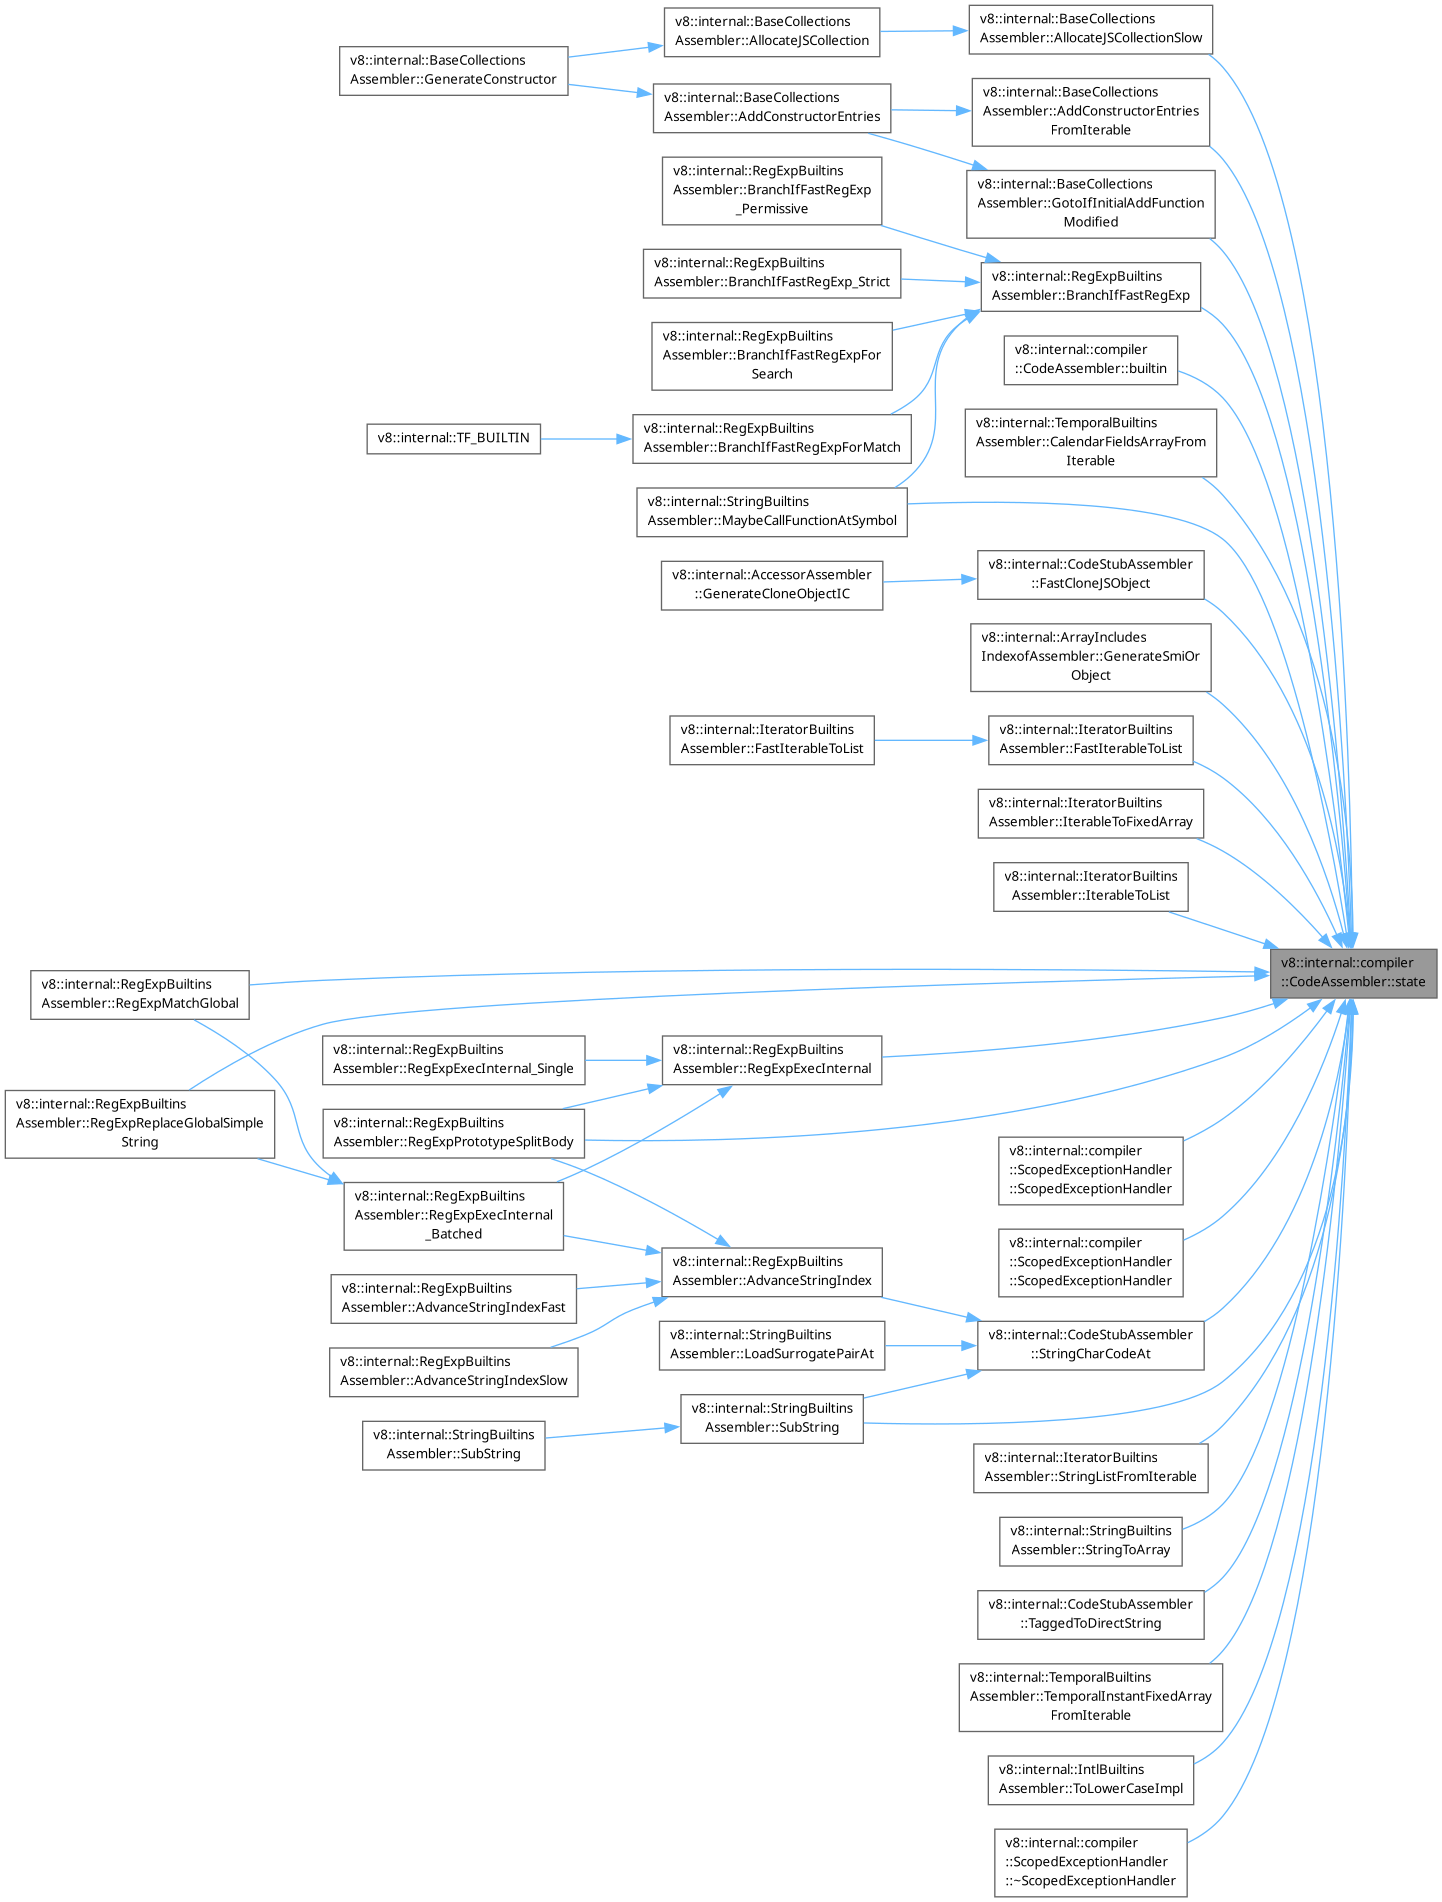 v8::internal::BaseCollections
Assembler::AllocateJSCollectionSlow
v8::internal::BaseCollections
Assembler::AllocateJSCollection
v8::internal::BaseCollections
Assembler::GenerateConstructor
v8::internal::BaseCollections
Assembler::AddConstructorEntries
FromIterable
v8::internal::BaseCollections
Assembler::AddConstructorEntries
v8::internal::RegExpBuiltins
Assembler::BranchIfFastRegExp
_Permissive
v8::internal::BaseCollections
Assembler::GotoIfInitialAddFunction
Modified
v8::internal::RegExpBuiltins
Assembler::BranchIfFastRegExp_Strict
v8::internal::RegExpBuiltins
Assembler::BranchIfFastRegExp
v8::internal::RegExpBuiltins
Assembler::BranchIfFastRegExpFor
Search
v8::internal::compiler
::CodeAssembler::builtin
v8::internal::TF_BUILTIN
v8::internal::RegExpBuiltins
Assembler::BranchIfFastRegExpForMatch
v8::internal::TemporalBuiltins
Assembler::CalendarFieldsArrayFrom
Iterable
v8::internal::StringBuiltins
Assembler::MaybeCallFunctionAtSymbol
v8::internal::AccessorAssembler
::GenerateCloneObjectIC
v8::internal::CodeStubAssembler
::FastCloneJSObject
v8::internal::ArrayIncludes
IndexofAssembler::GenerateSmiOr
Object
v8::internal::IteratorBuiltins
Assembler::FastIterableToList
v8::internal::IteratorBuiltins
Assembler::FastIterableToList
v8::internal::IteratorBuiltins
Assembler::IterableToFixedArray
v8::internal::IteratorBuiltins
Assembler::IterableToList
v8::internal::compiler
::CodeAssembler::state
v8::internal::RegExpBuiltins
Assembler::RegExpMatchGlobal
v8::internal::RegExpBuiltins
Assembler::RegExpExecInternal_Single
v8::internal::RegExpBuiltins
Assembler::RegExpExecInternal
v8::internal::RegExpBuiltins
Assembler::RegExpReplaceGlobalSimple
String
v8::internal::RegExpBuiltins
Assembler::RegExpPrototypeSplitBody
v8::internal::compiler
::ScopedExceptionHandler
::ScopedExceptionHandler
v8::internal::RegExpBuiltins
Assembler::RegExpExecInternal
_Batched
v8::internal::compiler
::ScopedExceptionHandler
::ScopedExceptionHandler
v8::internal::RegExpBuiltins
Assembler::AdvanceStringIndex
v8::internal::RegExpBuiltins
Assembler::AdvanceStringIndexFast
v8::internal::StringBuiltins
Assembler::LoadSurrogatePairAt
v8::internal::CodeStubAssembler
::StringCharCodeAt
v8::internal::RegExpBuiltins
Assembler::AdvanceStringIndexSlow
v8::internal::StringBuiltins
Assembler::SubString
v8::internal::StringBuiltins
Assembler::SubString
v8::internal::IteratorBuiltins
Assembler::StringListFromIterable
v8::internal::StringBuiltins
Assembler::StringToArray
v8::internal::CodeStubAssembler
::TaggedToDirectString
v8::internal::TemporalBuiltins
Assembler::TemporalInstantFixedArray
FromIterable
v8::internal::IntlBuiltins
Assembler::ToLowerCaseImpl
v8::internal::compiler
::ScopedExceptionHandler
::~ScopedExceptionHandler